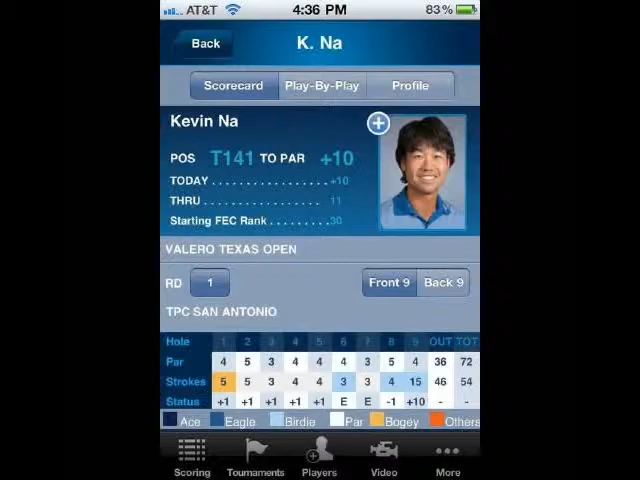 AT&T 4:36 PM 83%
Back K. Na
Scorecard Play-By-Play Profile
Kevin Na
POS T141 TO PAR +10
TODAY . . . . . . . . . . . . . . . . . +10
THRU . . . . . . . . . . . . . . . . . . . 11
Starting FEC Rank . . . . . . . . . 30
VALERO TEXAS OPEN
RD 1 Front 9 Back 9
TPC SAN ANTONIO
Hole 1 2 3 4 5 6 7 8 9 OUT TOT
Par 4 5 3 4 4 4 3 5 4 36 72
Strokes 5 5 3 4 4 3 3 4 15 46 54
Status +1 +1 +1 +1 +1 E E -1 +10 - -
Ace Eagle Birdie Par Bogey Others
Scoring Tournaments Players Video More